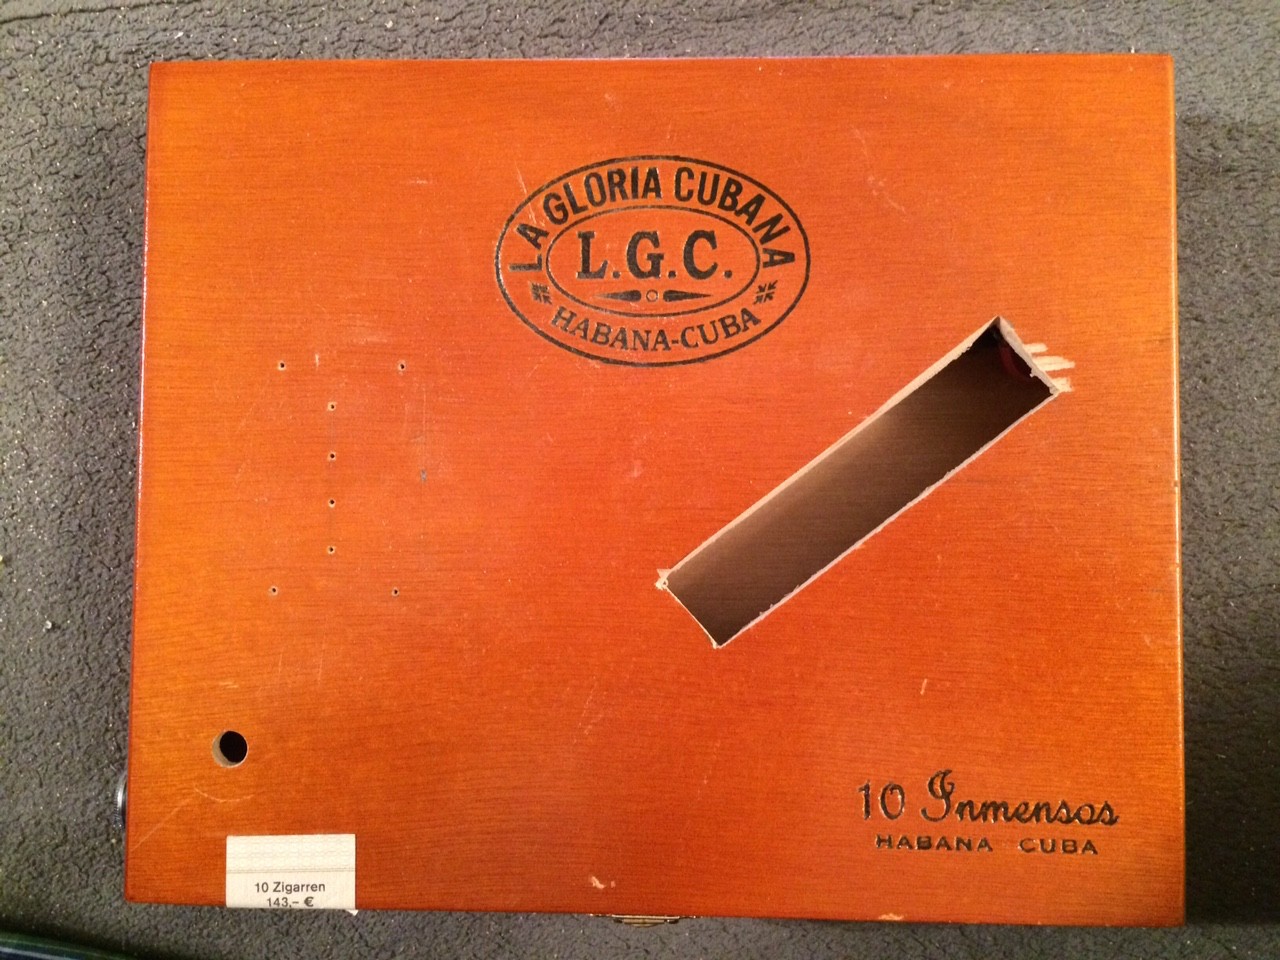 LA GLORIA CUBANA
L.G.C.
HABANA-CUBA
10 Inmensos
HABANA CUBA
10 Zigarren
143,- €